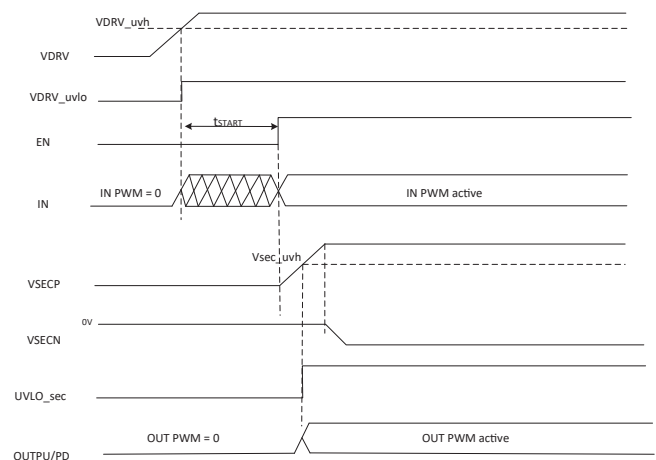 VDRV_uvh
VDRV
VDRV_uvlo
tSTART
EN
IN PWM = 0
IN PWM active
IN
Vsec_uvh
VSECP
0V
VSECN
UVLO_sec
OUT PWM = 0
OUT PWM active
OUTPU/PD